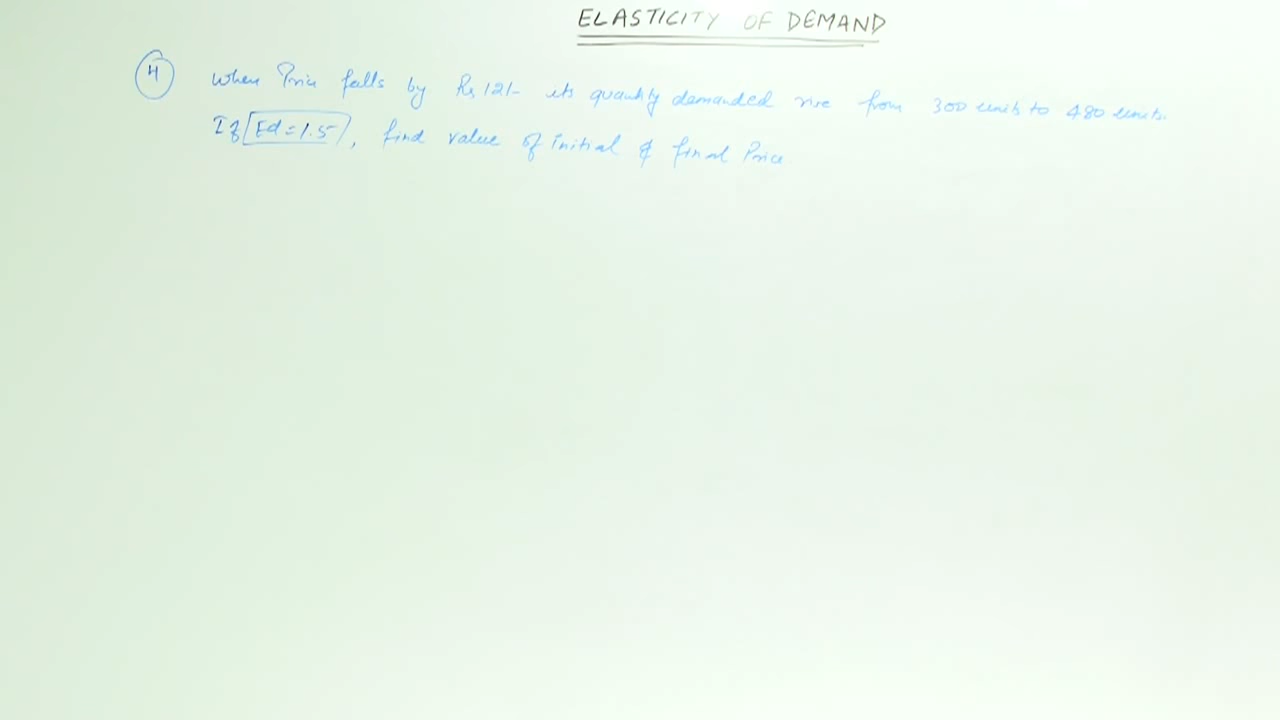 ELASTICITY OF DEMAND
4 When Price falls by Rs 12/- its quantity demanded rise from 300 units to 480 units.
If Ed = 1.5, find value of Initial & final Price